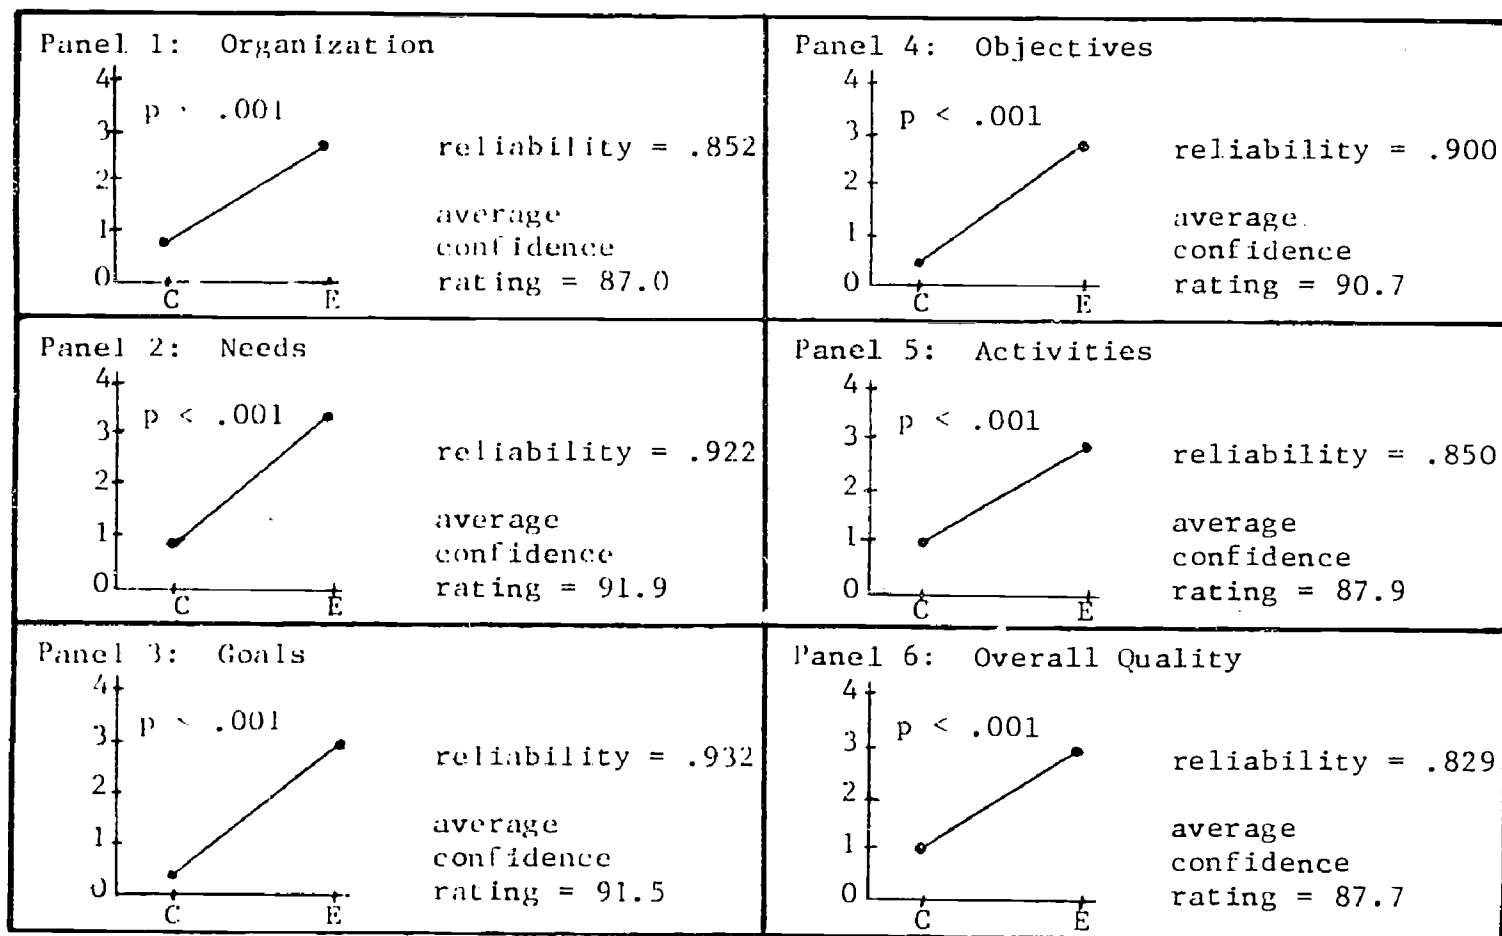 Panel 1: Organization
4
p .001
3
reliability = .852
2
average
1
confidence
0
rating = 87.0
C E
Panel 2: Needs
4
p < .001
3
reliability = .922
2
average
1
confidence
0
rating = 91.9
C E
Panel 3: Goals
4
p .001
3
reliability = .932
2
average
1
confidence
0
rating = 91.5
C E
Panel 4: Objectives
4
p < .001
3
reliability = .900
2
average
1
confidence
0
rating = 90.7
C E
Panel 5: Activities
4
p < .001
3
reliability = .850
2
average
1
confidence
0
rating = 87.9
C E
Panel 6: Overall Quality
4
p < .001
3
reliability = .829
2
average
1
confidence
0
rating = 87.7
C E